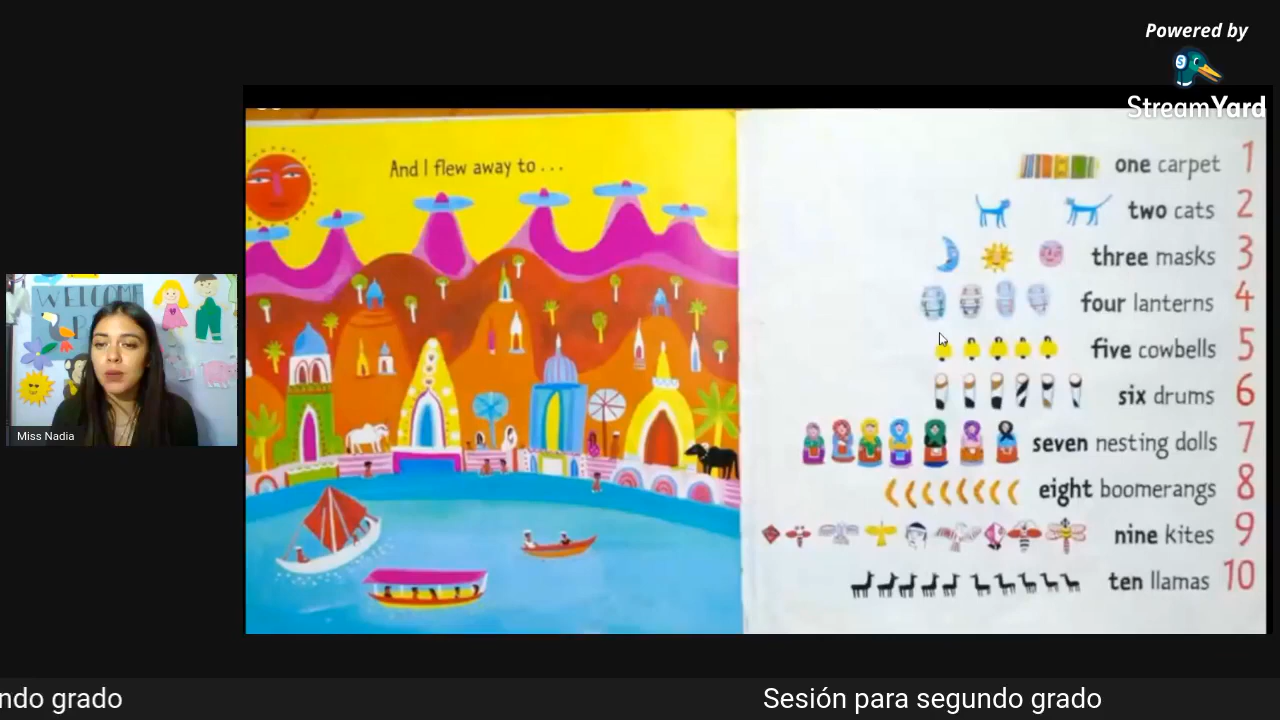 Powered by
StreamYard
And I flew away to ...
one carpet 1
two cats 2
three masks 3
four lanterns 4
five cowbells 5
six drums 6
seven nesting dolls 7
eight boomerangs 8
nine kites 9
ten llamas 10
WELCOME
Miss Nadia
ndo grado
Sesión para segundo grado